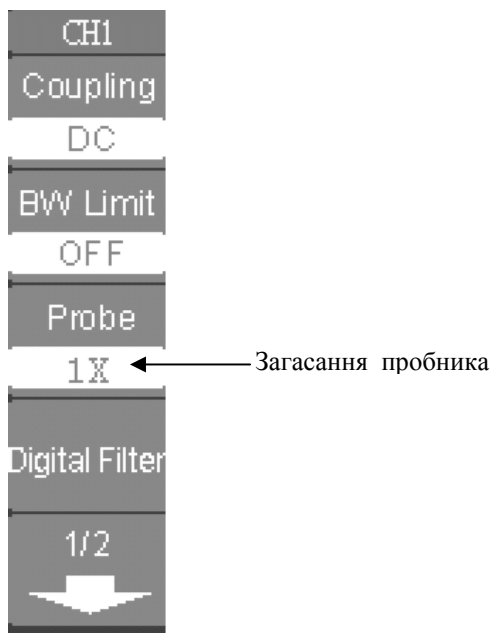 CH1
Coupling
DC
BW Limit
OFF
Probe
1X
Загасання пробника
Digital Filter
1/2